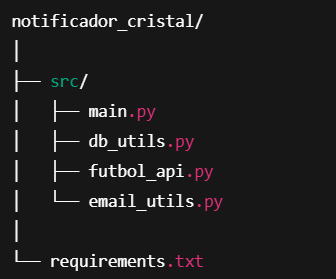 notificador_cristal/
│
├── src/
│   ├── main.py
│   ├── db_utils.py
│   ├── futbol_api.py
│   └── email_utils.py
│
└── requirements.txt